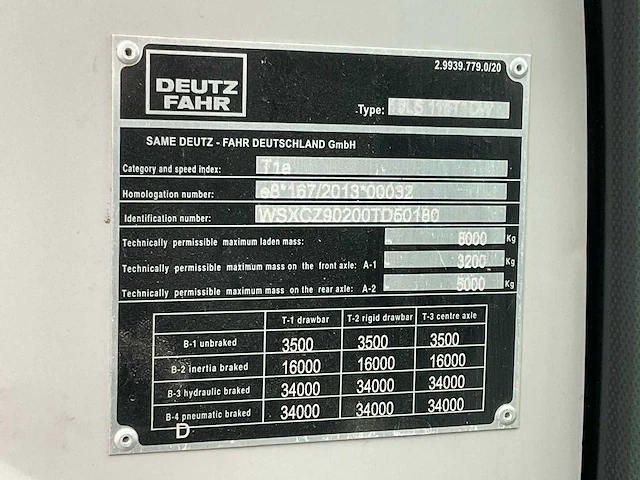 2.9939.779.0/20
DEUTZ
FAHR
Type:
SAME DEUTZ - FAHR DEUTSCHLAND GmbH
Category and speed index: T1a
Homologation number: e8*167/2013*00032
Identification number: WSXCZ90200TD60180
Technically permissible maximum laden mass: 8000 Kg
Technically permissible maximum mass on the front axle: A-1 3200 Kg
Technically permissible maximum mass on the rear axle: A-2 5000 Kg
T-1 drawbar T-2 rigid drawbar T-3 centre axle
B-1 unbraked 3500 3500 3500
B-2 inertia braked 16000 16000 16000
B-3 hydraulic braked 34000 34000 34000
B-4 pneumatic braked 34000 34000 34000
D